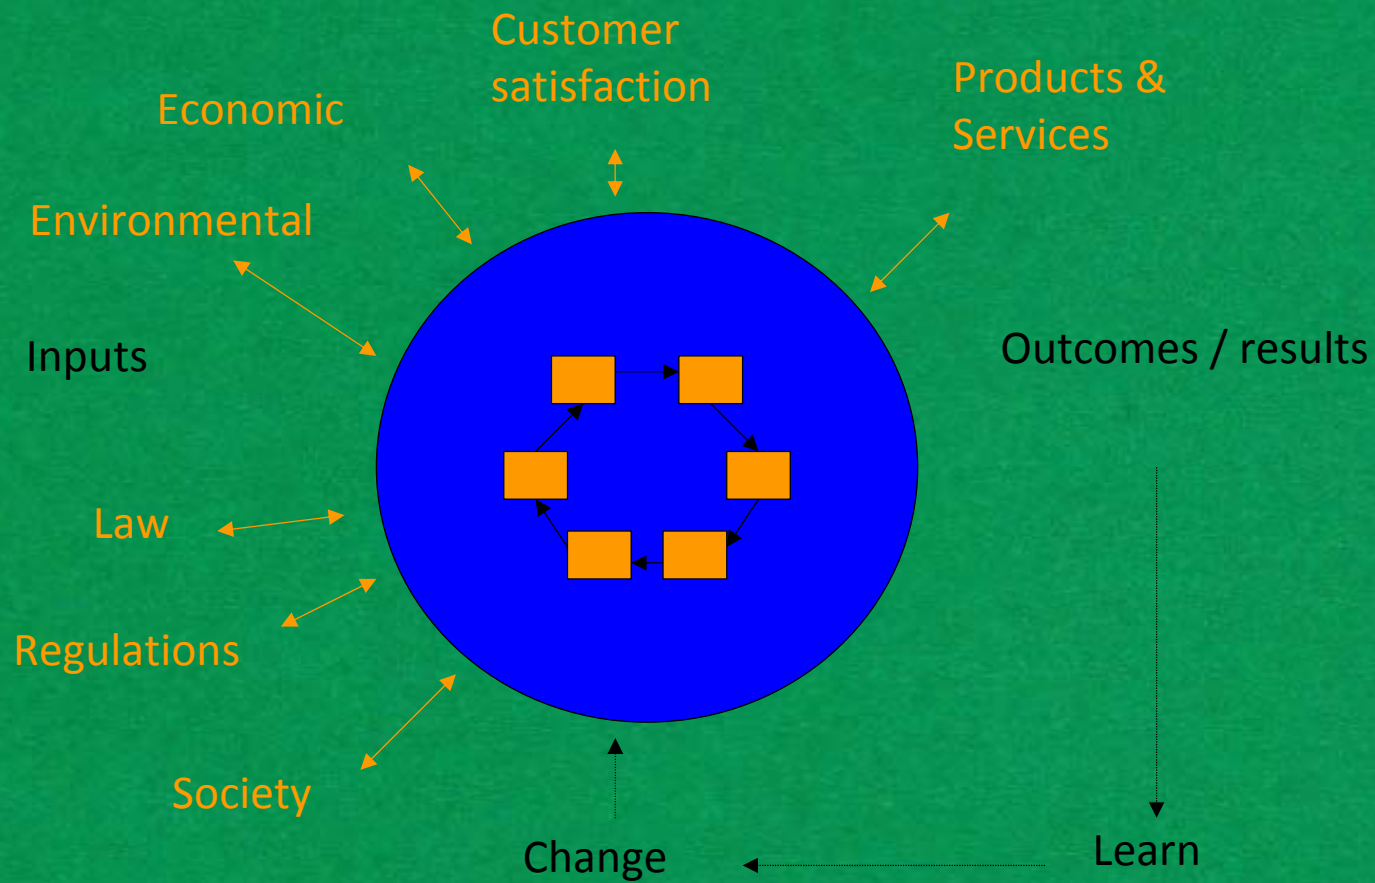 Customer
satisfaction
Products &
Services
Economic
Environmental
Inputs
Outcomes / results
Law
Regulations
Society
Change
Learn